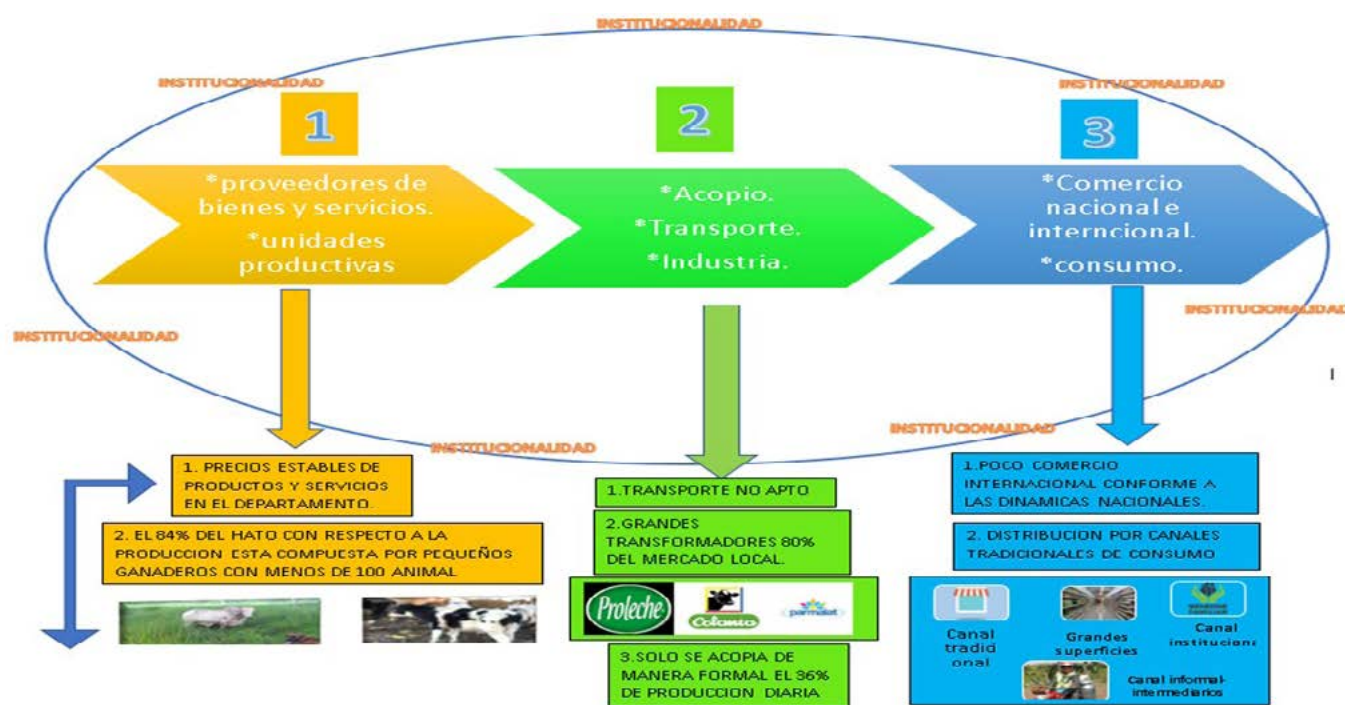 INSTITUCIONALIDAD
INSTITUCIONALIDAD
INSTITUCIONALIDAD
1
2
3
*proveedores de
bienes y servicios.
*unidades
productivas
*Acopio.
*Transporte.
*Industria.
*Comercio
nacional e
interncional.
*consumo.
INSTITUCIONALIDAD
INSTITUCIONALIDAD
INSTITUCIONALIDAD
INSTITUCIONALIDAD
1. PRECIOS ESTABLES DE
PRODUCTOS Y SERVICIOS
EN EL DEPARTAMENTO.
2. EL 84% DEL HATO CON RESPECTO A LA
PRODUCCION ESTA COMPUESTA POR PEQUEÑOS
GANADEROS CON MENOS DE 100 ANIMAL
1.TRANSPORTE NO APTO
2.GRANDES
TRANSFORMADORES 80%
DEL MERCADO LOCAL.
Proleche
Colanta
parmalat
3.SOLO SE ACOPIA DE
MANERA FORMAL EL 36%
DE PRODUCCION DIARIA
1.POCO COMERCIO
INTERNACIONAL CONFORME A
LAS DINAMICAS NACIONALES.
2. DISTRIBUCION POR CANALES
TRADICIONALES DE CONSUMO
Canal
tradici
onal
Grandes
superficies
Canal
instituciona
Canal informal-
intermediarios